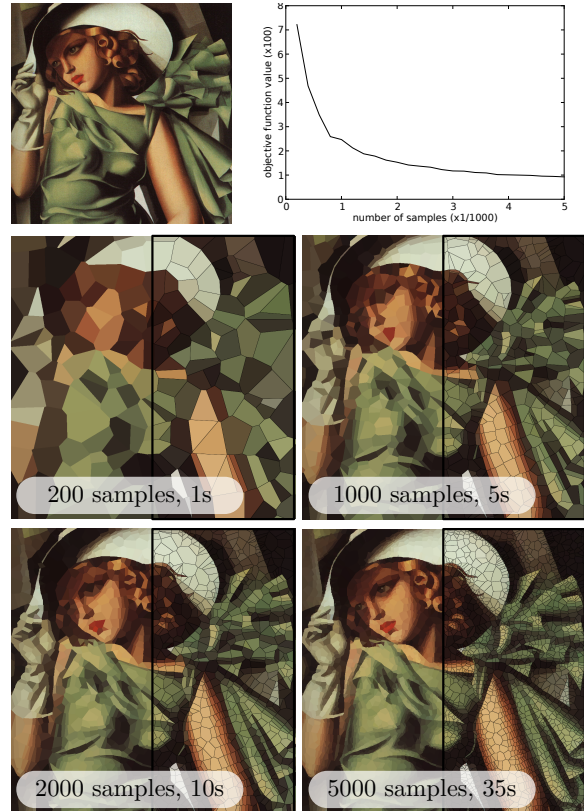 8
7
6
5
4
3
2
1
0
0 1 2 3 4 5
objective function value (x100)
number of samples (x1/1000)
200 samples, 1s
1000 samples, 5s
2000 samples, 10s
5000 samples, 35s